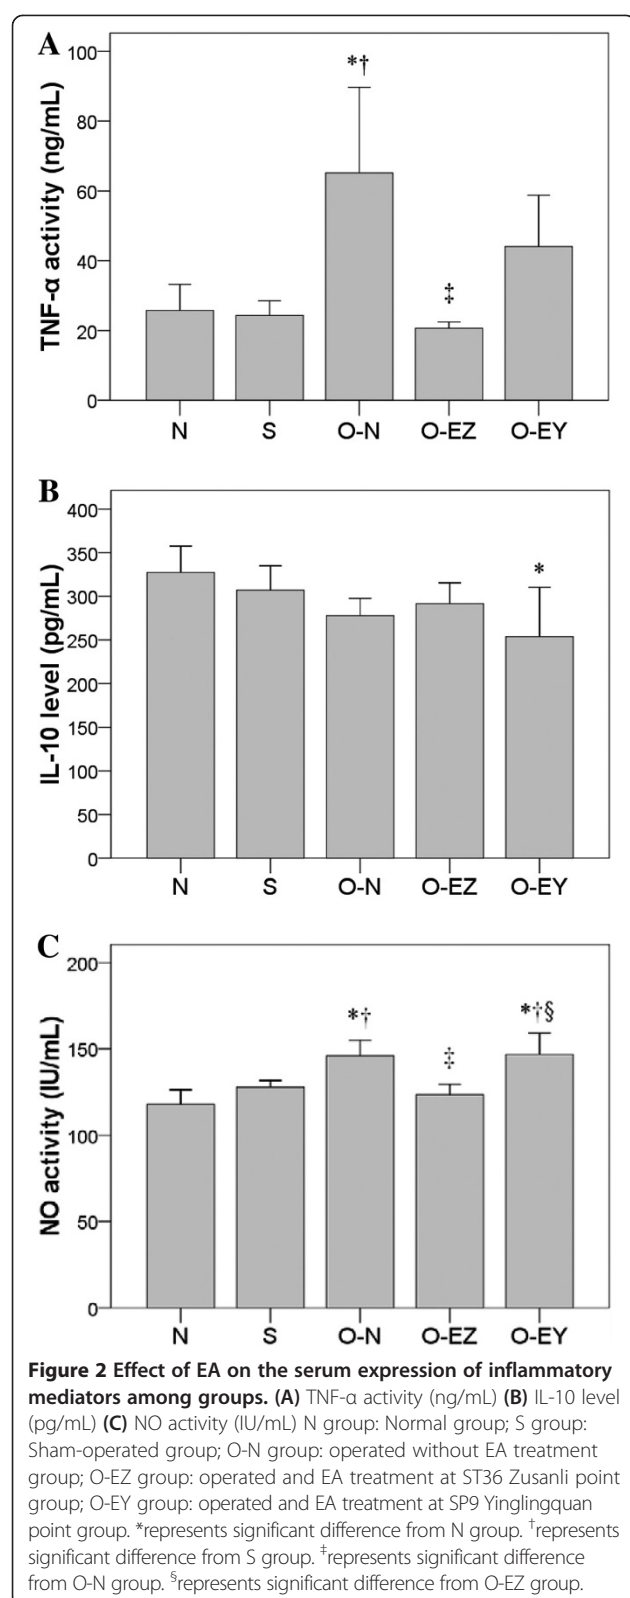 A
TNF-α activity (ng/mL)
100
*†
80
60
40
‡
20
0
N S O-N O-EZ O-EY
B
IL-10 level (pg/mL)
400
350
*
300
250
200
150
100
50
0
N S O-N O-EZ O-EY
C
NO activity (IU/mL)
200
*† ‡ *†§
150
100
50
0
N S O-N O-EZ O-EY
Figure 2 Effect of EA on the serum expression of inflammatory
mediators among groups. (A) TNF-α activity (ng/mL) (B) IL-10 level
(pg/mL) (C) NO activity (IU/mL) N group: Normal group; S group:
Sham-operated group; O-N group: operated without EA treatment
group; O-EZ group: operated and EA treatment at ST36 Zusanli point
group; O-EY group: operated and EA treatment at SP9 Yinglingquan
point group. *represents significant difference from N group. †represents
significant difference from S group. ‡represents significant difference
from O-N group. §represents significant difference from O-EZ group.